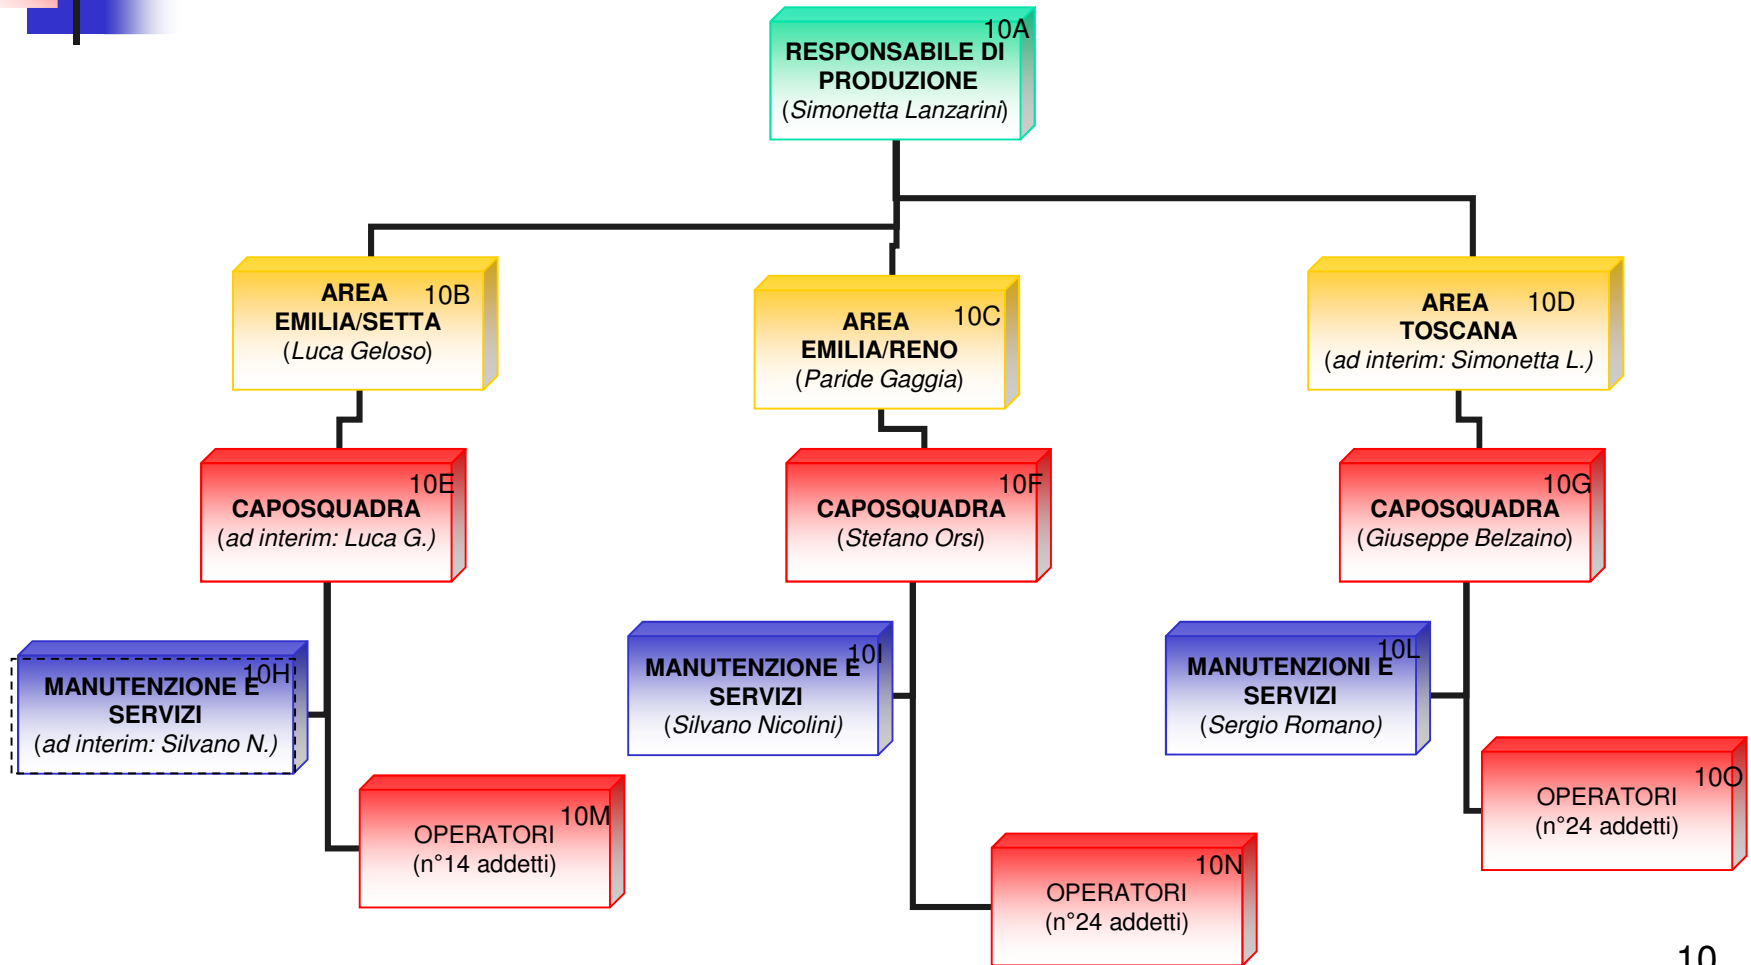 10A
RESPONSABILE DI
PRODUZIONE
(Simonetta Lanzarini)
10B
AREA
EMILIA/SETTA
(Luca Geloso)
10C
AREA
EMILIA/RENO
(Paride Gaggia)
10D
AREA
TOSCANA
(ad interim: Simonetta L.)
10E
CAPOSQUADRA
(ad interim: Luca G.)
10F
CAPOSQUADRA
(Stefano Orsi)
10G
CAPOSQUADRA
(Giuseppe Belzaino)
10H
MANUTENZIONE E
SERVIZI
(ad interim: Silvano N.)
10I
MANUTENZIONE E
SERVIZI
(Silvano Nicolini)
10L
MANUTENZIONI E
SERVIZI
(Sergio Romano)
10M
OPERATORI
(n°14 addetti)
10N
OPERATORI
(n°24 addetti)
10O
OPERATORI
(n°24 addetti)
10